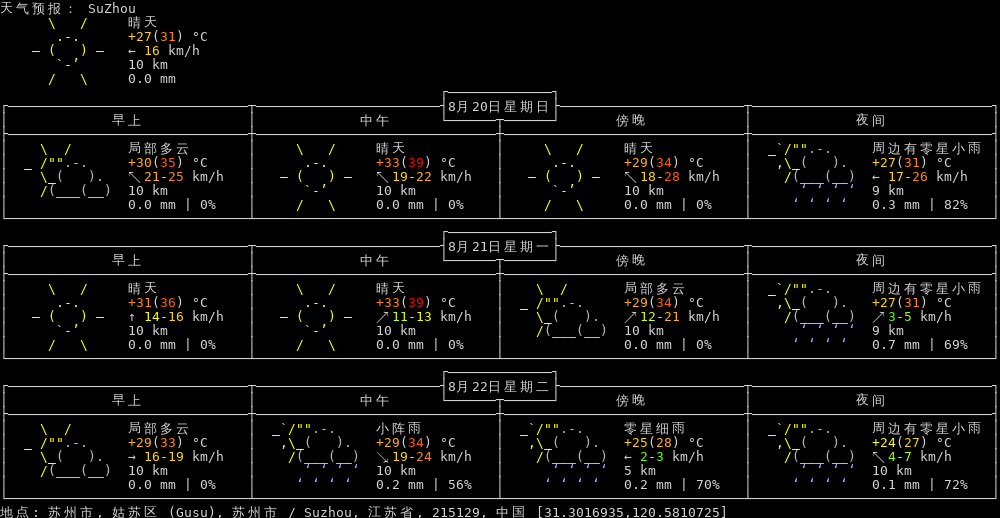 天气预报： SuZhou
晴天
+27(31) °C
← 16 km/h
10 km
0.0 mm
8月20日星期日
早上 中午 傍晚 夜间
局部多云 晴天 晴天 周边有零星小雨
+30(35) °C +33(39) °C +29(34) °C +27(31) °C
↖21-25 km/h ↖19-22 km/h ↖18-28 km/h ← 17-26 km/h
10 km 10 km 10 km 9 km
0.0 mm | 0% 0.0 mm | 0% 0.0 mm | 0% 0.3 mm | 82%
8月21日星期一
早上 中午 傍晚 夜间
晴天 晴天 局部多云 周边有零星小雨
+31(36) °C +33(39) °C +29(34) °C +27(31) °C
↑ 14-16 km/h ↗11-13 km/h ↗12-21 km/h ↗3-5 km/h
10 km 10 km 10 km 9 km
0.0 mm | 0% 0.0 mm | 0% 0.0 mm | 0% 0.7 mm | 69%
8月22日星期二
早上 中午 傍晚 夜间
局部多云 小阵雨 零星细雨 周边有零星小雨
+29(33) °C +29(34) °C +25(28) °C +24(27) °C
→ 16-19 km/h ↘19-24 km/h ← 2-3 km/h ↖4-7 km/h
10 km 10 km 5 km 10 km
0.0 mm | 0% 0.2 mm | 56% 0.2 mm | 70% 0.1 mm | 72%
地点: 苏州市, 姑苏区 (Gusu), 苏州市 / Suzhou, 江苏省, 215129, 中国 [31.3016935,120.5810725]